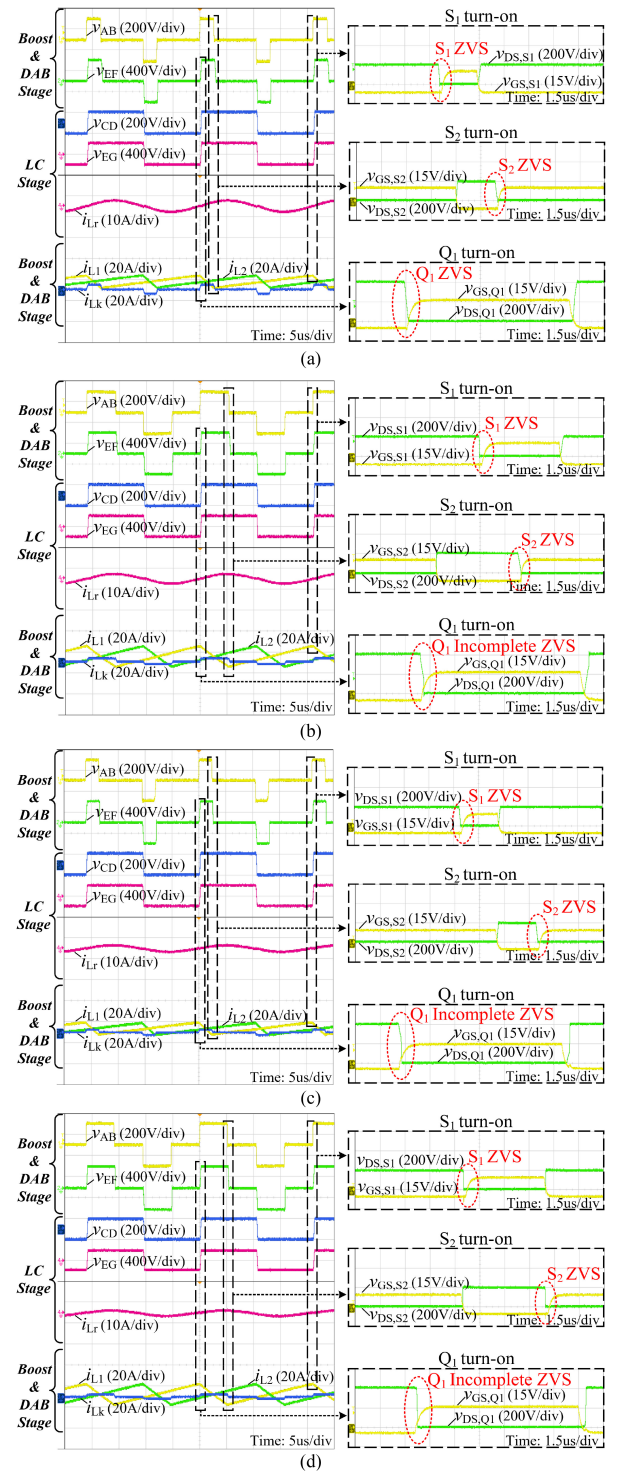 Boost
&
DAB
Stage
vAB (200V/div)
vEF (400V/div)
LC
Stage
vCD (200V/div)
vEG (400V/div)
iLr (10A/div)
Boost
&
DAB
Stage
iL1 (20A/div)
iL2 (20A/div)
iLk (20A/div)
Time: 5us/div
S1 turn-on
S1 ZVS
vDS,S1 (200V/div)
vGS,S1 (15V/div)
Time: 1.5us/div
S2 turn-on
vGS,S2 (15V/div)
S2 ZVS
vDS,S2 (200V/div)
Time: 1.5us/div
Q1 turn-on
Q1 ZVS
vGS,Q1 (15V/div)
vDS,Q1 (200V/div)
Time: 1.5us/div
(a)
Boost
&
DAB
Stage
vAB (200V/div)
vEF (400V/div)
LC
Stage
vCD (200V/div)
vEG (400V/div)
iLr (10A/div)
Boost
&
DAB
Stage
iL1 (20A/div)
iL2 (20A/div)
iLk (20A/div)
Time: 5us/div
S1 turn-on
vDS,S1 (200V/div)
S1 ZVS
vGS,S1 (15V/div)
Time: 1.5us/div
S2 turn-on
vGS,S2 (15V/div)
S2 ZVS
vDS,S2 (200V/div)
Time: 1.5us/div
Q1 turn-on
Q1 Incomplete ZVS
vGS,Q1 (15V/div)
vDS,Q1 (200V/div)
Time: 1.5us/div
(b)
Boost
&
DAB
Stage
vAB (200V/div)
vEF (400V/div)
LC
Stage
vCD (200V/div)
vEG (400V/div)
iLr (10A/div)
Boost
&
DAB
Stage
iL1 (20A/div)
iL2 (20A/div)
iLk (20A/div)
Time: 5us/div
S1 turn-on
vDS,S1 (200V/div)
S1 ZVS
vGS,S1 (15V/div)
Time: 1.5us/div
S2 turn-on
vGS,S2 (15V/div)
S2 ZVS
vDS,S2 (200V/div)
Time: 1.5us/div
Q1 turn-on
Q1 Incomplete ZVS
vGS,Q1 (15V/div)
vDS,Q1 (200V/div)
Time: 1.5us/div
(c)
Boost
&
DAB
Stage
vAB (200V/div)
vEF (400V/div)
LC
Stage
vCD (200V/div)
vEG (400V/div)
iLr (10A/div)
Boost
&
DAB
Stage
iL1 (20A/div)
iL2 (20A/div)
iLk (20A/div)
Time: 5us/div
S1 turn-on
vDS,S1 (200V/div)
S1 ZVS
vGS,S1 (15V/div)
Time: 1.5us/div
S2 turn-on
vGS,S2 (15V/div)
S2 ZVS
vDS,S2 (200V/div)
Time: 1.5us/div
Q1 turn-on
Q1 Incomplete ZVS
vGS,Q1 (15V/div)
vDS,Q1 (200V/div)
Time: 1.5us/div
(d)